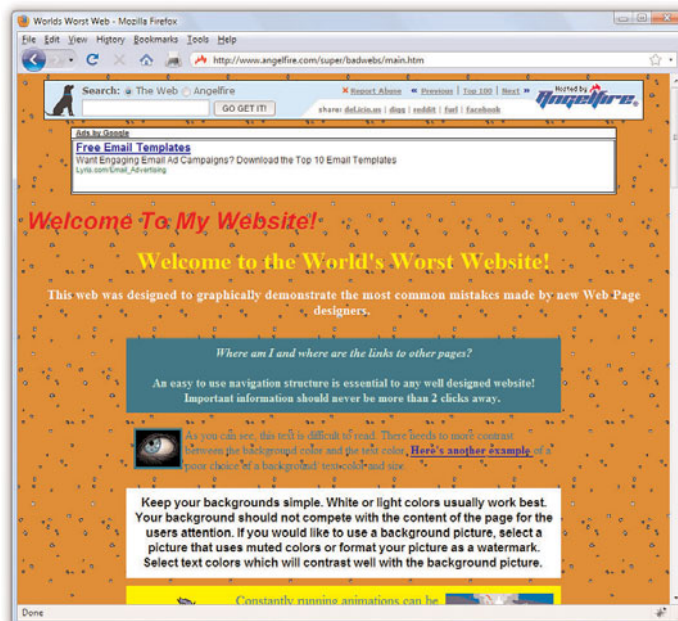 Worlds Worst Web - Mozilla Firefox
File Edit View History Bookmarks Tools Help
http://www.angelfire.com/super/badwebs/main.htm
Search: The Web Angelfire
GO GET IT!
Report Abuse « Previous | Top 100 | Next »
share: del.icio.us | digg | reddit | furl | facebook
Hosted by
Angelfire
Ads by Google
Free Email Templates
Want Engaging Email Ad Campaigns? Download the Top 10 Email Templates
Lyris.com/Email_Advertising
Welcome To My Website!
Welcome to the World's Worst Website!
This web was designed to graphically demonstrate the most common mistakes made by new Web Page
designers.
Where am I and where are the links to other pages?
An easy to use navigation structure is essential to any well designed website!
Important information should never be more than 2 clicks away.
As you can see, this text is difficult to read. There needs to more contrast
between the background color and the text color. Here's another example of a
poor choice of a background/ text color and size.
Keep your backgrounds simple. White or light colors usually work best.
Your background should not compete with the content of the page for the
users attention. If you would like to use a background picture, select a
picture that uses muted colors or format your picture as a watermark.
Select text colors which will contrast well with the background picture.
Constantly running animations can be
Done